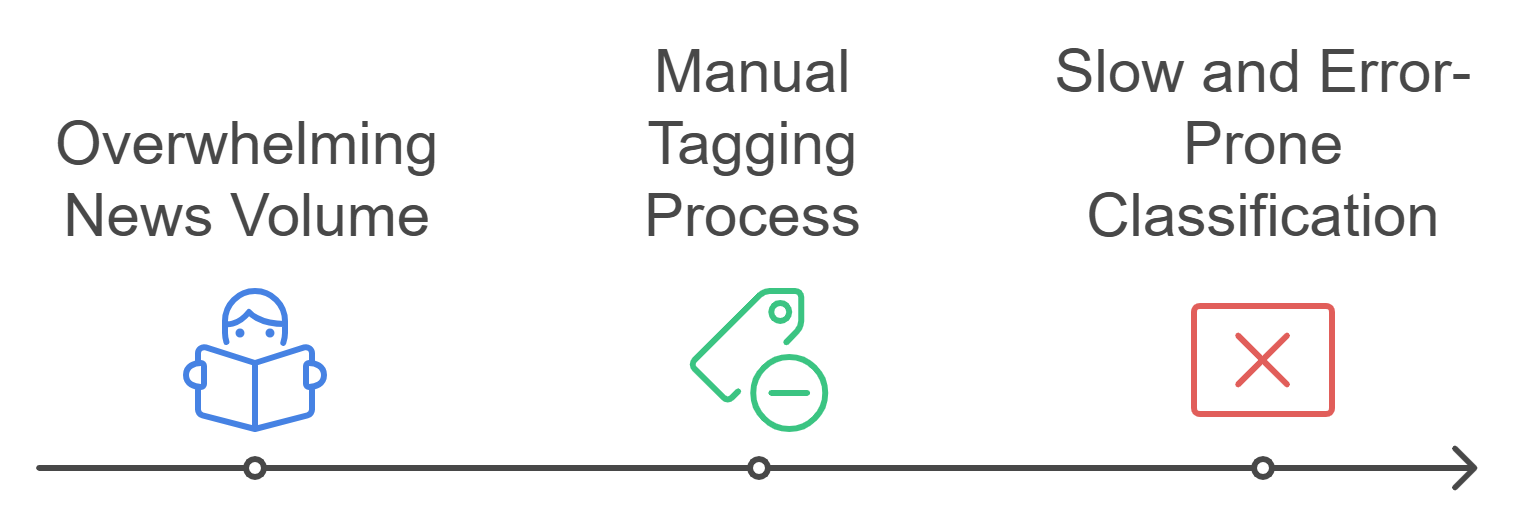 Overwhelming
News Volume
Manual
Tagging
Process
Slow and Error-
Prone
Classification